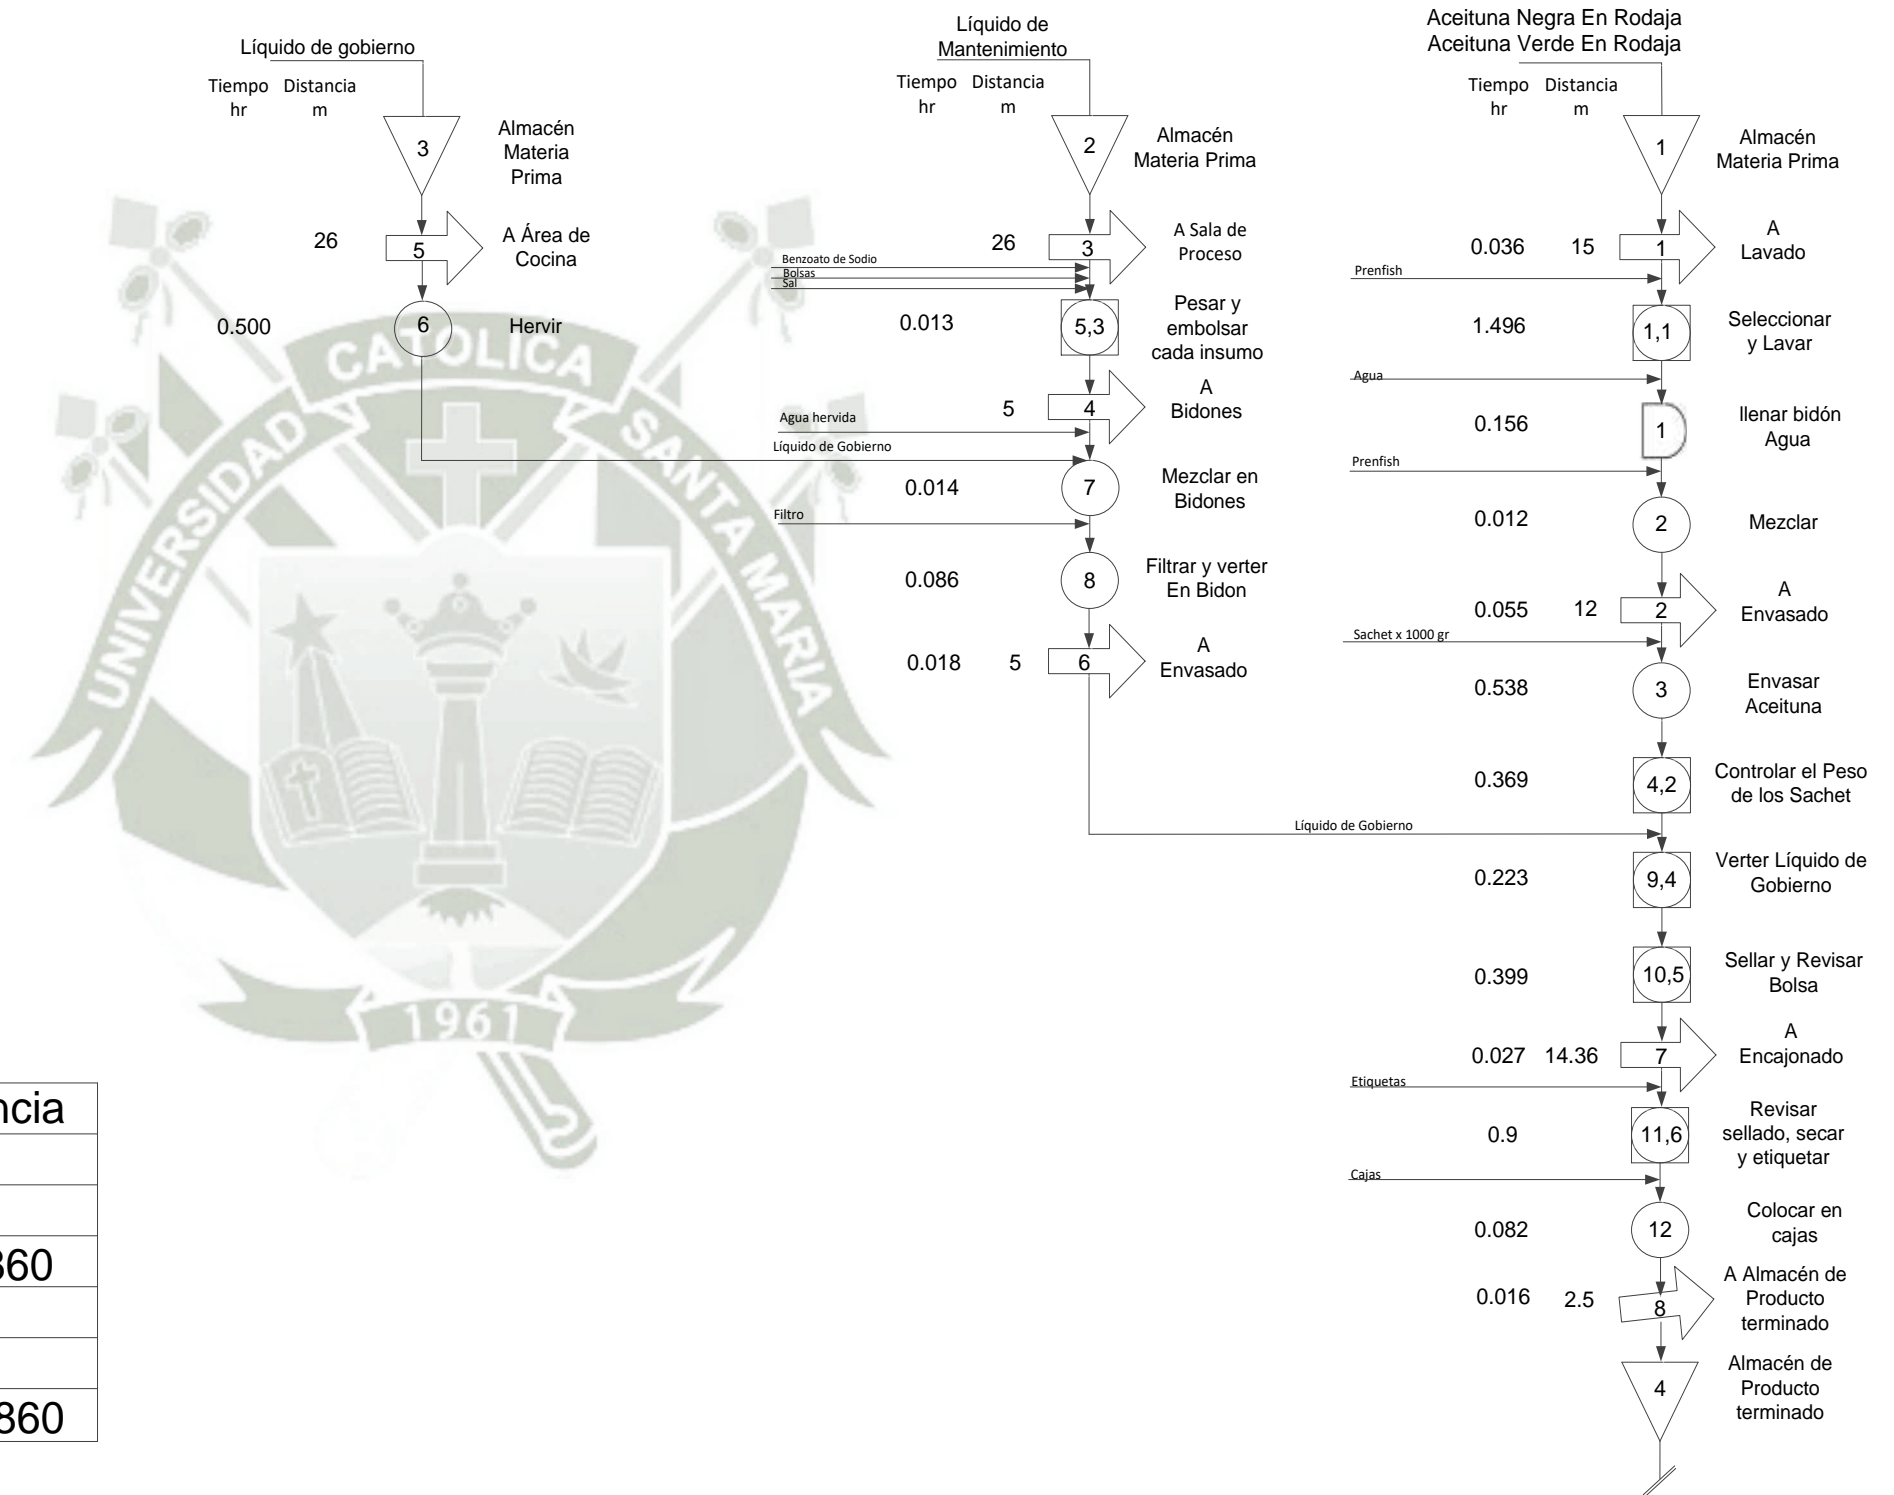 Líquido de gobierno
Tiempo Distancia
hr m
3
Almacén
Materia
Prima
26
5
A Área de
Cocina
0.500
6
Hervir
Líquido de
Mantenimiento
Tiempo Distancia
hr m
2
Almacén
Materia Prima
26
3
A Sala de
Proceso
Benzoato de Sodio
Bolsas
Sal
0.013
5,3
Pesar y
embolsar
cada insumo
5
4
A
Bidones
Agua hervida
Líquido de Gobierno
0.014
7
Mezclar en
Bidones
Filtro
0.086
8
Filtrar y verter
En Bidon
0.018
5
6
A
Envasado
Líquido de Gobierno
Aceituna Negra En Rodaja
Aceituna Verde En Rodaja
Tiempo Distancia
hr m
1
Almacén
Materia Prima
0.036
15
1
A
Lavado
Prenfish
1.496
1,1
Seleccionar
y Lavar
Agua
0.156
1
llenar bidón
Agua
Prenfish
0.012
2
Mezclar
0.055
12
2
A
Envasado
Sachet x 1000 gr
0.538
3
Envasar
Aceituna
0.369
4,2
Controlar el Peso
de los Sachet
0.223
9,4
Verter Líquido de
Gobierno
0.399
10,5
Sellar y Revisar
Bolsa
0.027
14.36
7
A
Encajonado
Etiquetas
0.9
11,6
Revisar
sellado, secar
y etiquetar
Cajas
0.082
12
Colocar en
cajas
0.016
2.5
8
A Almacén de
Producto
terminado
4
Almacén de
Producto
terminado
UNIVERSIDAD CATOLICA SANTA MARIA
1961
ncia
860